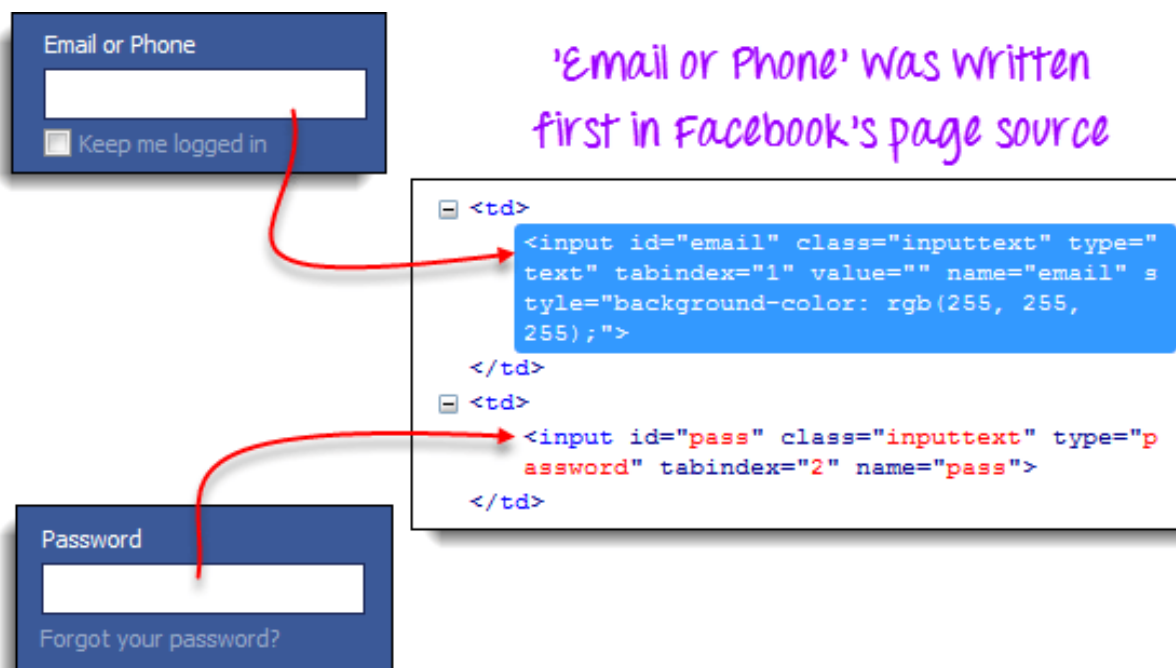 Email or Phone
Keep me logged in
'Email or Phone' was written
first in Facebook's page source
<td>
<input id="email" class="inputtext" type="
text" tabindex="1" value="" name="email" s
tyle="background-color: rgb(255, 255,
255);">
</td>
<td>
<input id="pass" class="inputtext" type="p
assword" tabindex="2" name="pass">
</td>
Password
Forgot your password?